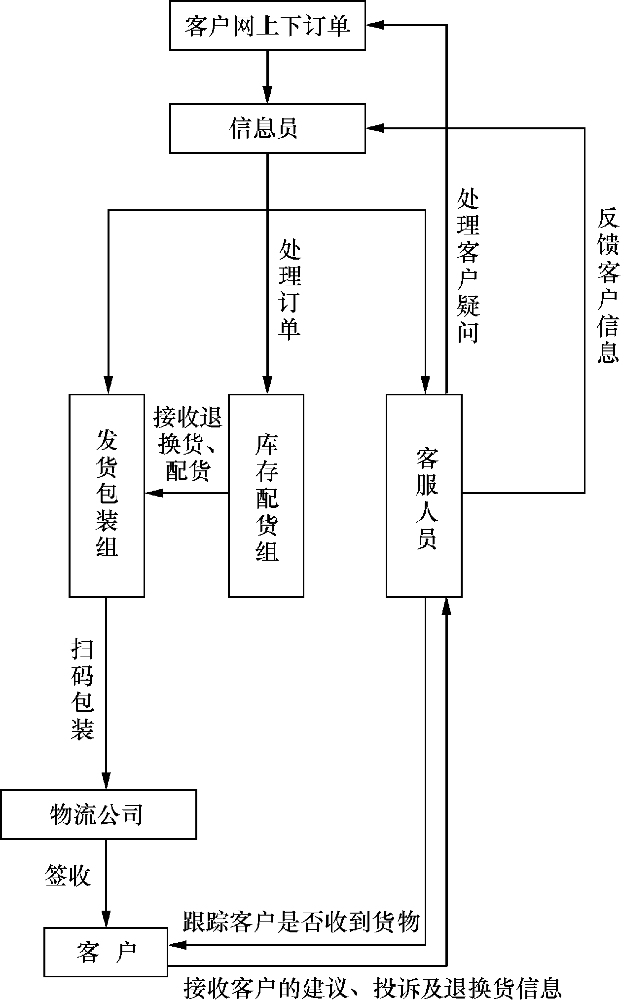 客户网上下订单
信息员
处理订单
处理客户疑问
反馈客户信息
发货包装组
接收退
换货、
配货
库存配货组
客服人员
扫码包装
物流公司
签收
跟踪客户是否收到货物
客 户
接收客户的建议、投诉及退换货信息